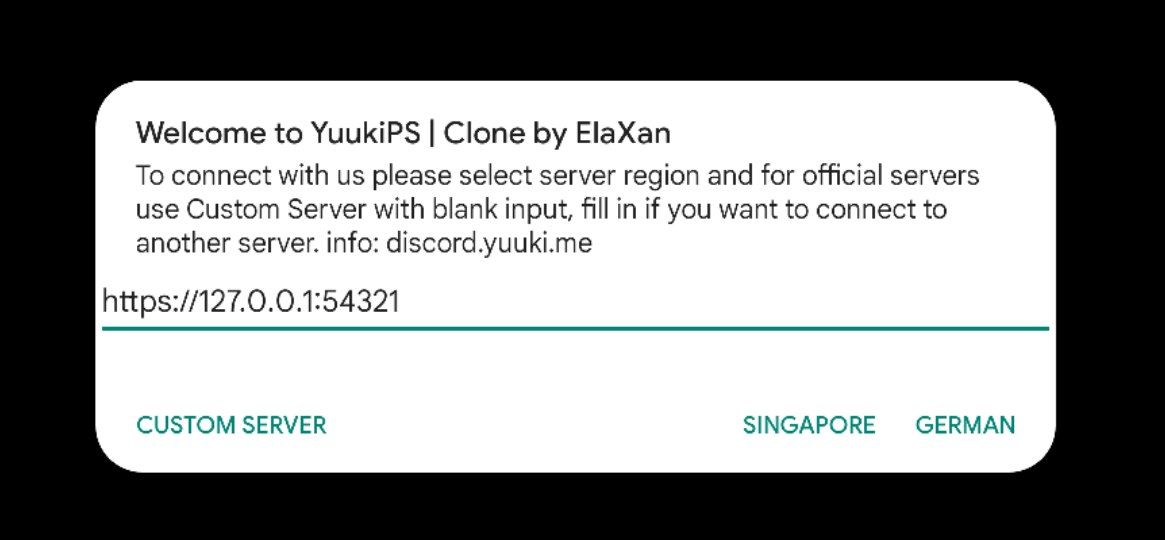 Welcome to YuukiPS | Clone by ElaXan
To connect with us please select server region and for official servers
use Custom Server with blank input, fill in if you want to connect to
another server. info: discord.yuuki.me
https://127.0.0.1:54321
CUSTOM SERVER SINGAPORE GERMAN